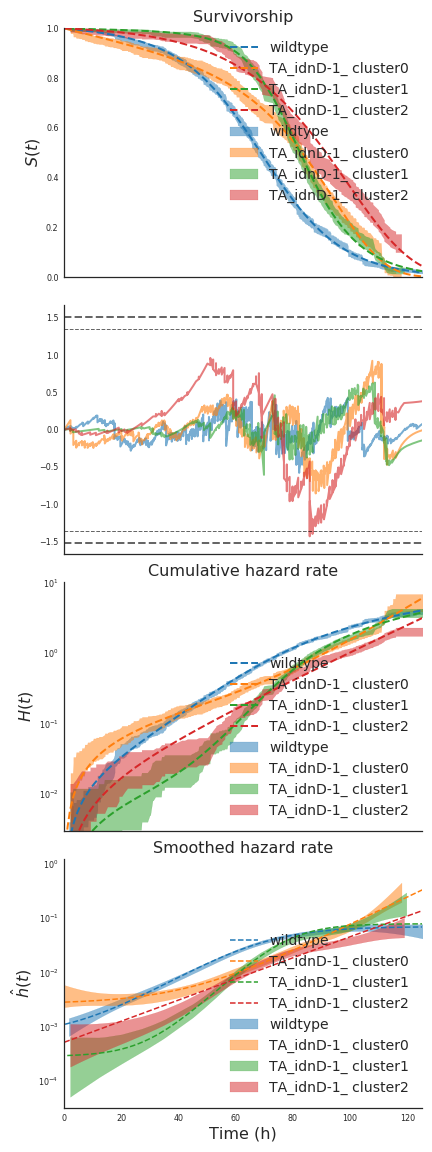 Survivorship
1.0
0.8
0.6
0.4
0.2
0.0
S(t)
wildtype
TA_idnD-1_ cluster0
TA_idnD-1_ cluster1
TA_idnD-1_ cluster2
wildtype
TA_idnD-1_ cluster0
TA_idnD-1_ cluster1
TA_idnD-1_ cluster2
1.5
1.0
0.5
0.0
−0.5
−1.0
−1.5
Cumulative hazard rate
10¹
10⁰
10⁻¹
10⁻²
H(t)
wildtype
TA_idnD-1_ cluster0
TA_idnD-1_ cluster1
TA_idnD-1_ cluster2
wildtype
TA_idnD-1_ cluster0
TA_idnD-1_ cluster1
TA_idnD-1_ cluster2
Smoothed hazard rate
10⁰
10⁻¹
10⁻²
10⁻³
10⁻⁴
ĥ(t)
wildtype
TA_idnD-1_ cluster0
TA_idnD-1_ cluster1
TA_idnD-1_ cluster2
wildtype
TA_idnD-1_ cluster0
TA_idnD-1_ cluster1
TA_idnD-1_ cluster2
0 20 40 60 80 100 120
Time (h)